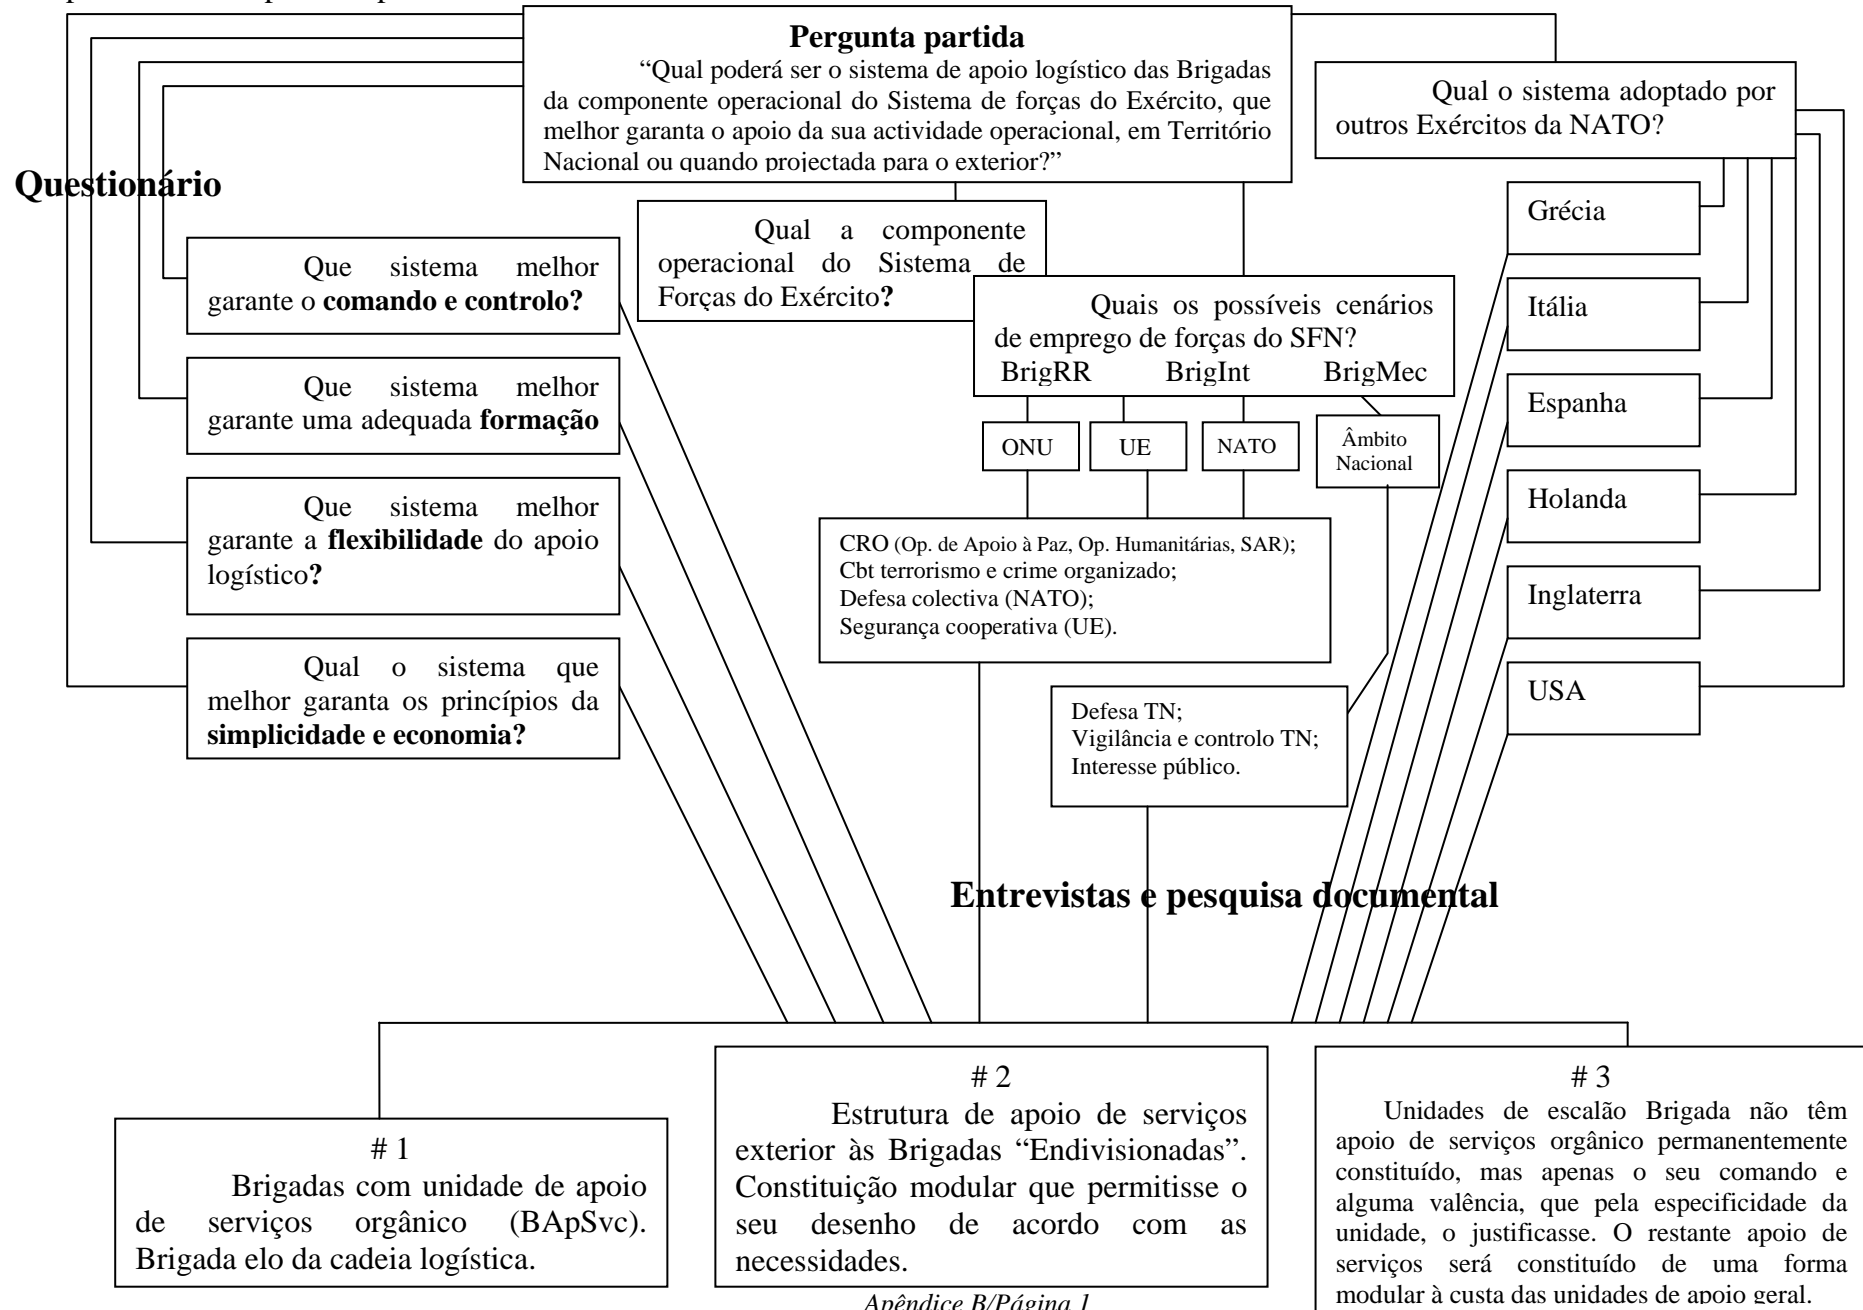 Pergunta partida
“Qual poderá ser o sistema de apoio logístico das Brigadas
da componente operacional do Sistema de forças do Exército, que
melhor garanta o apoio da sua actividade operacional, em Território
Nacional ou quando projectada para o exterior?”
Qual o sistema adoptado por
outros Exércitos da NATO?
Questionário
Qual a componente
operacional do Sistema de
Forças do Exército?
Que sistema melhor
garante o comando e controlo?
Que sistema melhor
garante uma adequada formação
Que sistema melhor
garante a flexibilidade do apoio
logístico?
Qual o sistema que
melhor garanta os princípios da
simplicidade e economia?
Quais os possíveis cenários
de emprego de forças do SFN?
BrigRR BrigInt BrigMec
ONU
UE
NATO
Âmbito
Nacional
CRO (Op. de Apoio à Paz, Op. Humanitárias, SAR);
Cbt terrorismo e crime organizado;
Defesa colectiva (NATO);
Segurança cooperativa (UE).
Defesa TN;
Vigilância e controlo TN;
Interesse público.
Grécia
Itália
Espanha
Holanda
Inglaterra
USA
Entrevistas e pesquisa documental
# 1
Brigadas com unidade de apoio
de serviços orgânico (BApSvc).
Brigada elo da cadeia logística.
# 2
Estrutura de apoio de serviços
exterior às Brigadas “Endivisionadas”.
Constituição modular que permitisse o
seu desenho de acordo com as
necessidades.
# 3
Unidades de escalão Brigada não têm
apoio de serviços orgânico permanentemente
constituído, mas apenas o seu comando e
alguma valência, que pela especificidade da
unidade, o justificasse. O restante apoio de
serviços será constituído de uma forma
modular à custa das unidades de apoio geral.
Apêndice B/Página 1